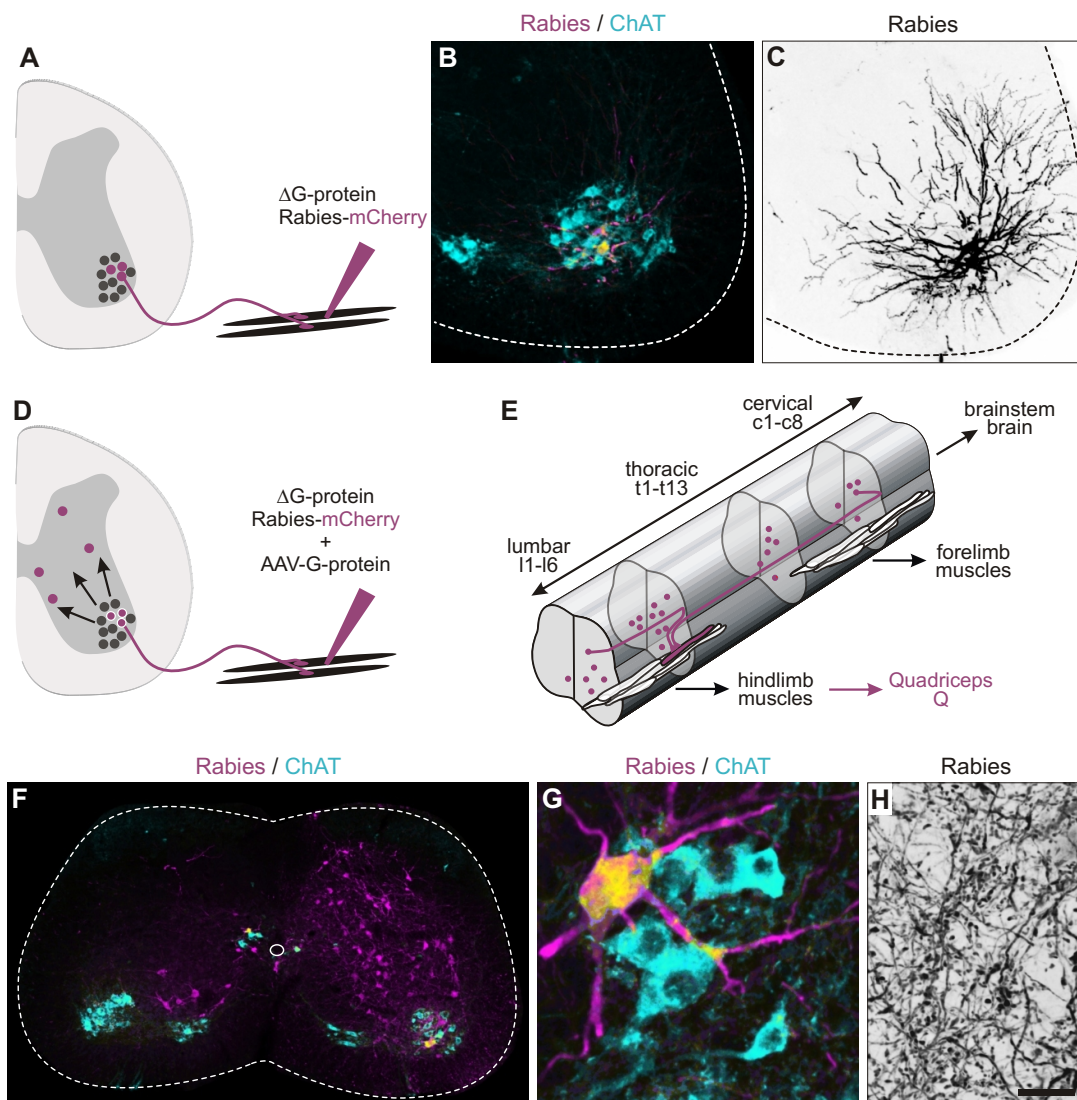 A
ΔG-protein
Rabies-mCherry
Rabies / ChAT
B
Rabies
C
D
ΔG-protein
Rabies-mCherry
+
AAV-G-protein
E
cervical
c1-c8
thoracic
t1-t13
lumbar
l1-l6
brainstem
brain
forelimb
muscles
hindlimb
muscles
Quadriceps
Q
Rabies / ChAT
F
Rabies / ChAT
G
Rabies
H